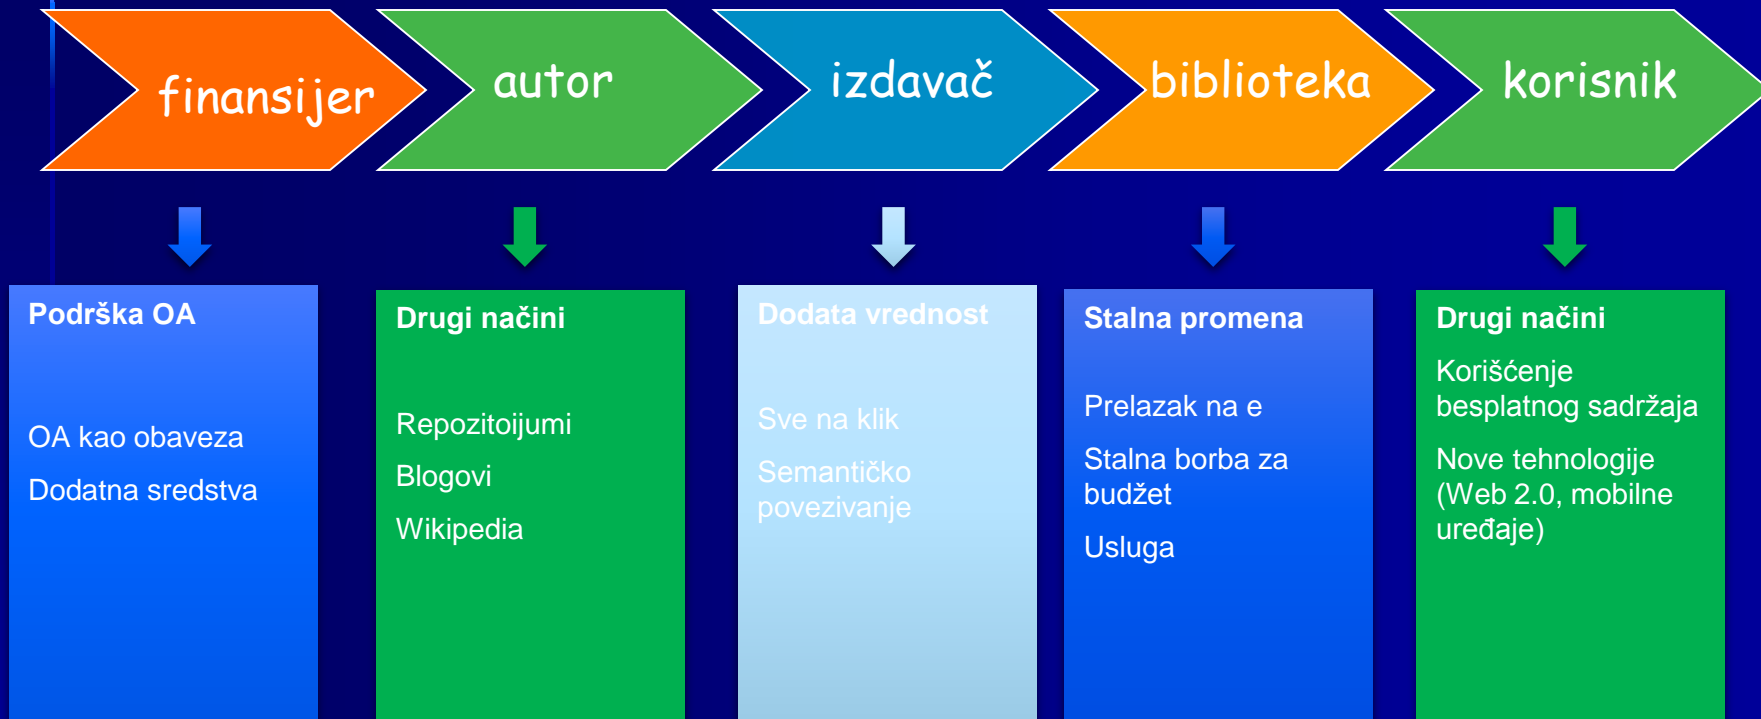 finansijer
autor
izdavač
biblioteka
korisnik
Podrška OA
OA kao obaveza
Dodatna sredstva
Drugi načini
Repozitoijumi
Blogovi
Wikipedia
Dodata vrednost
Sve na klik
Semantičko
povezivanje
Stalna promena
Prelazak na e
Stalna borba za
budžet
Usluga
Drugi načini
Korišćenje
besplatnog sadržaja
Nove tehnologije
(Web 2.0, mobilne
uređaje)